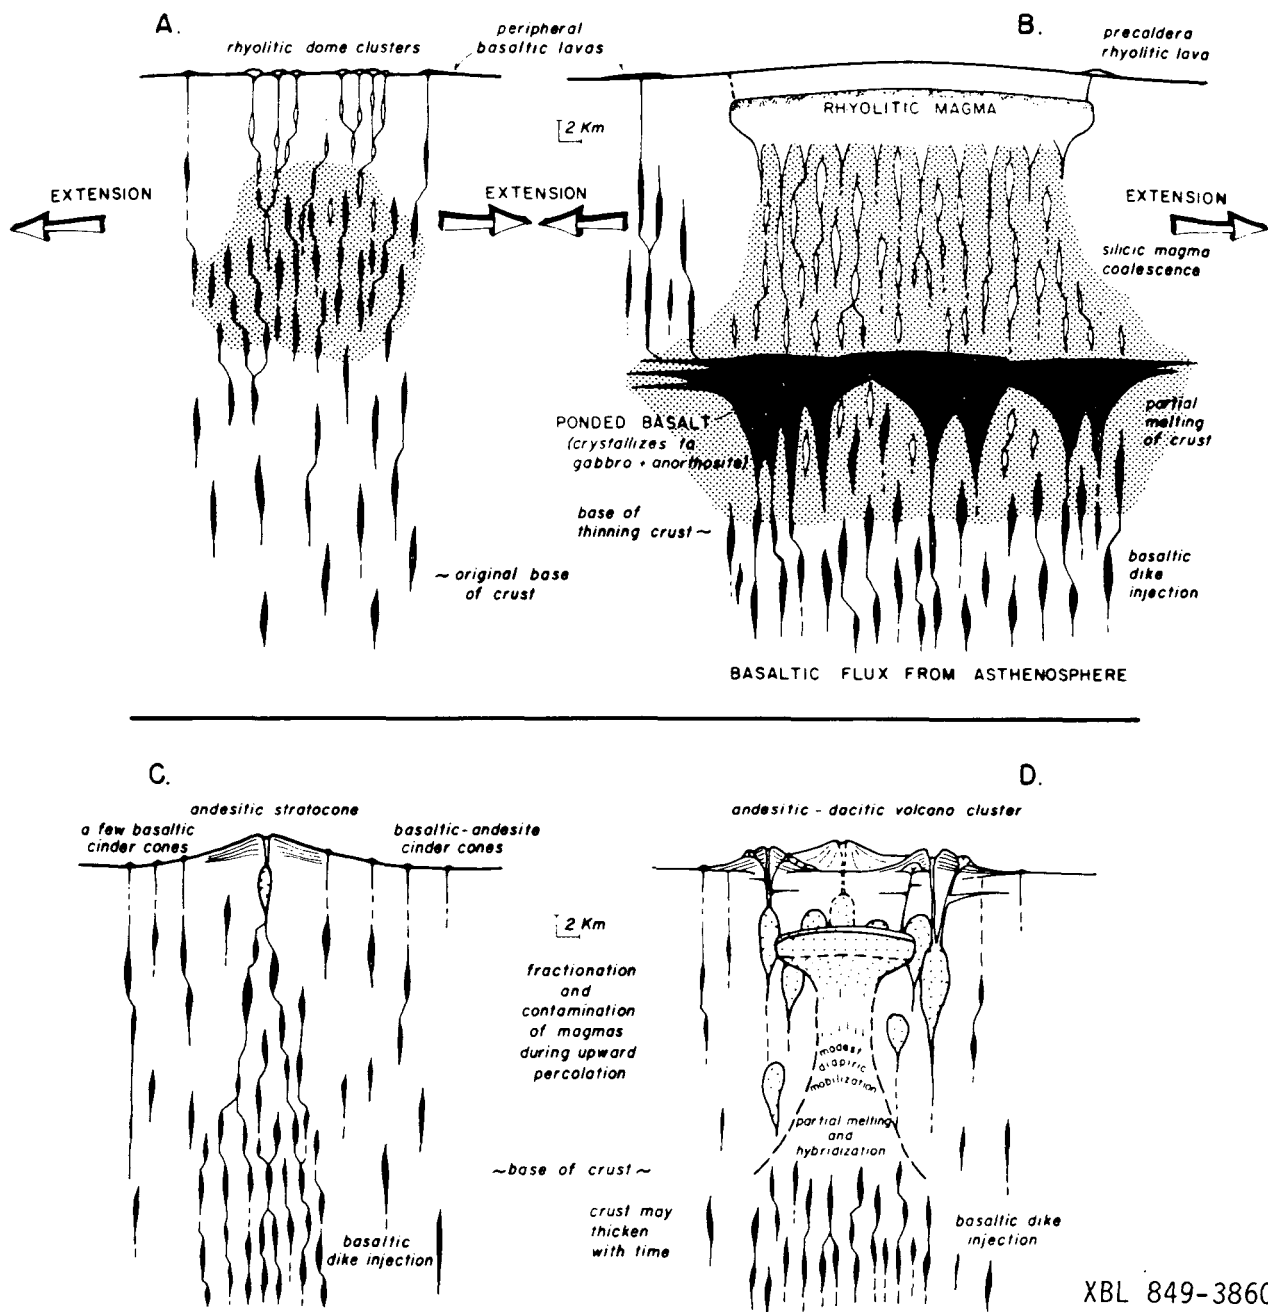 A.
rhyolitic dome clusters
peripheral
basaltic lavas
B.
precaldera
rhyolitic lava
RHYOLITIC MAGMA
2 Km
EXTENSION
EXTENSION
EXTENSION
silicic magma
coalescence
PONDED BASALT
(crystallizes to
gabbro + anorthosite)
partial
melting
of crust
base of
thinning crust ~
~ original base
of crust
basaltic
dike
injection
BASALTIC FLUX FROM ASTHENOSPHERE
C.
andesitic stratocone
a few basaltic
cinder cones
basaltic-andesite
cinder cones
D.
andesitic - dacitic volcano cluster
2 Km
fractionation
and
contamination
of magmas
during upward
percolation
modest
diapiric
mobilization
partial melting
and
hybridization
~base of crust~
crust may
thicken
with time
basaltic
dike injection
basaltic dike
injection
XBL 849-3860